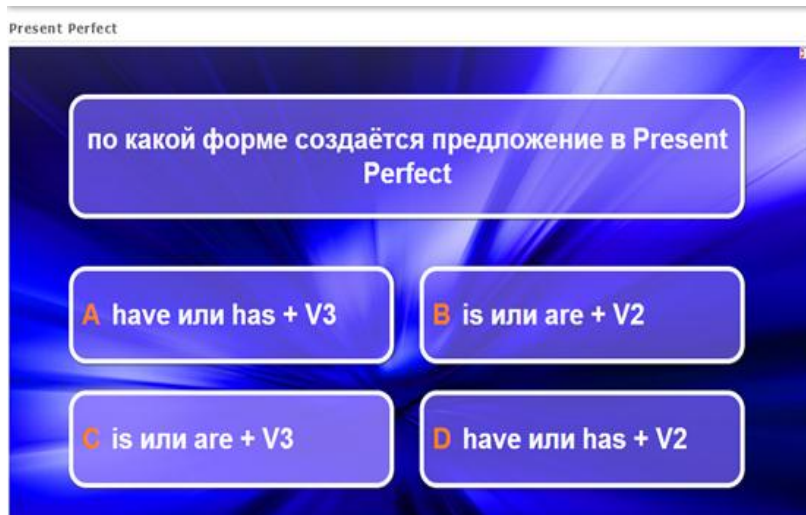 Present Perfect
по какой форме создаётся предложение в Present
Perfect
A have или has + V3
B is или are + V2
C is или are + V3
D have или has + V2